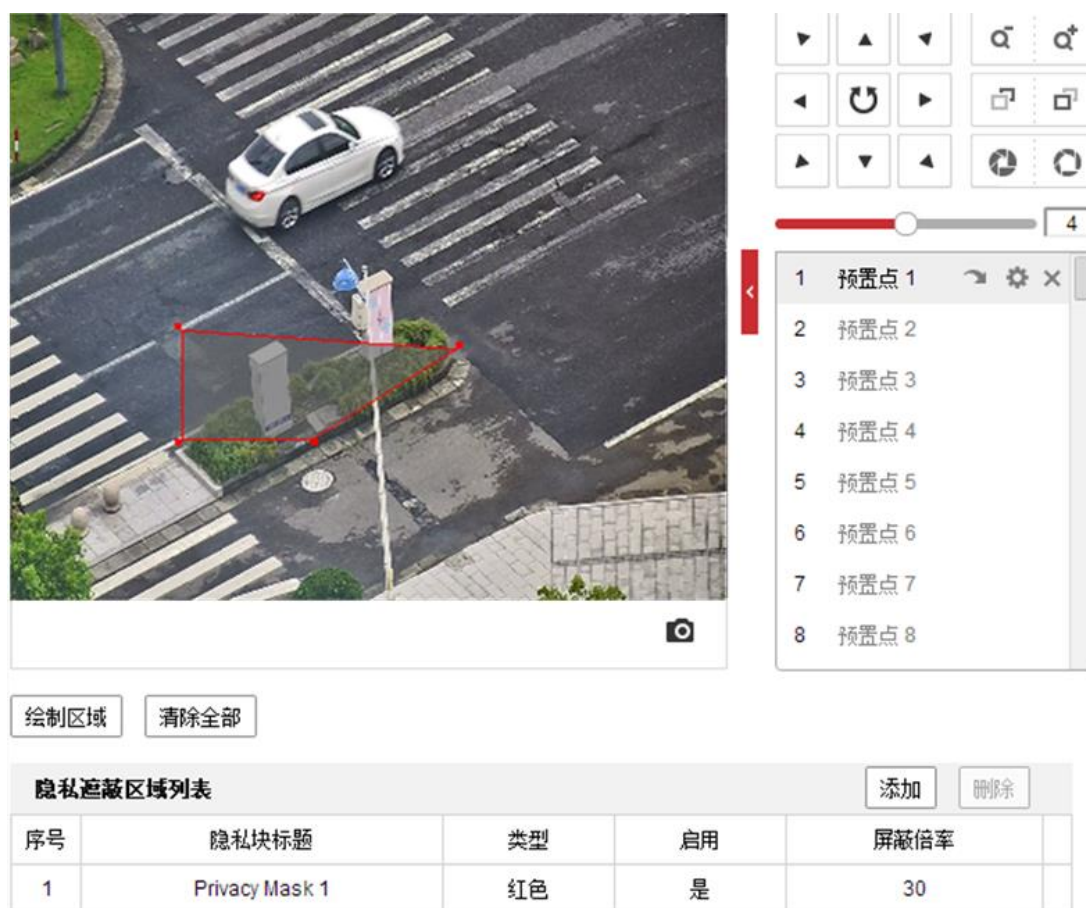 4
1 预置点 1
2 预置点 2
3 预置点 3
4 预置点 4
5 预置点 5
6 预置点 6
7 预置点 7
8 预置点 8
绘制区域 清除全部
隐私遮蔽区域列表 添加 删除
序号 隐私块标题 类型 启用 屏蔽倍率
1 Privacy Mask 1 红色 是 30